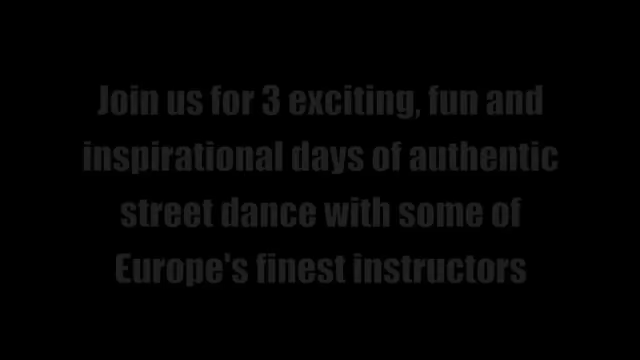 Join us for 3 exciting, fun and
inspirational days of authentic
street dance with some of
Europe's finest instructors